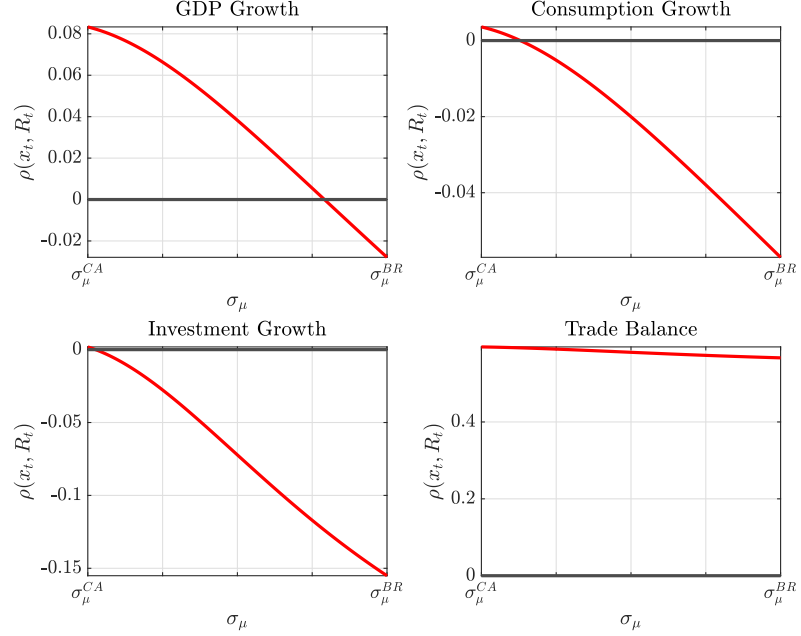 GDP Growth
ρ(x_t, R_t)
0.08
0.06
0.04
0.02
0
-0.02
σ_μ^{CA}
σ_μ^{BR}
σ_μ
Consumption Growth
ρ(x_t, R_t)
0
-0.02
-0.04
σ_μ^{CA}
σ_μ^{BR}
σ_μ
Investment Growth
ρ(x_t, R_t)
0
-0.05
-0.1
-0.15
σ_μ^{CA}
σ_μ^{BR}
σ_μ
Trade Balance
ρ(x_t, R_t)
0.4
0.2
0
σ_μ^{CA}
σ_μ^{BR}
σ_μ